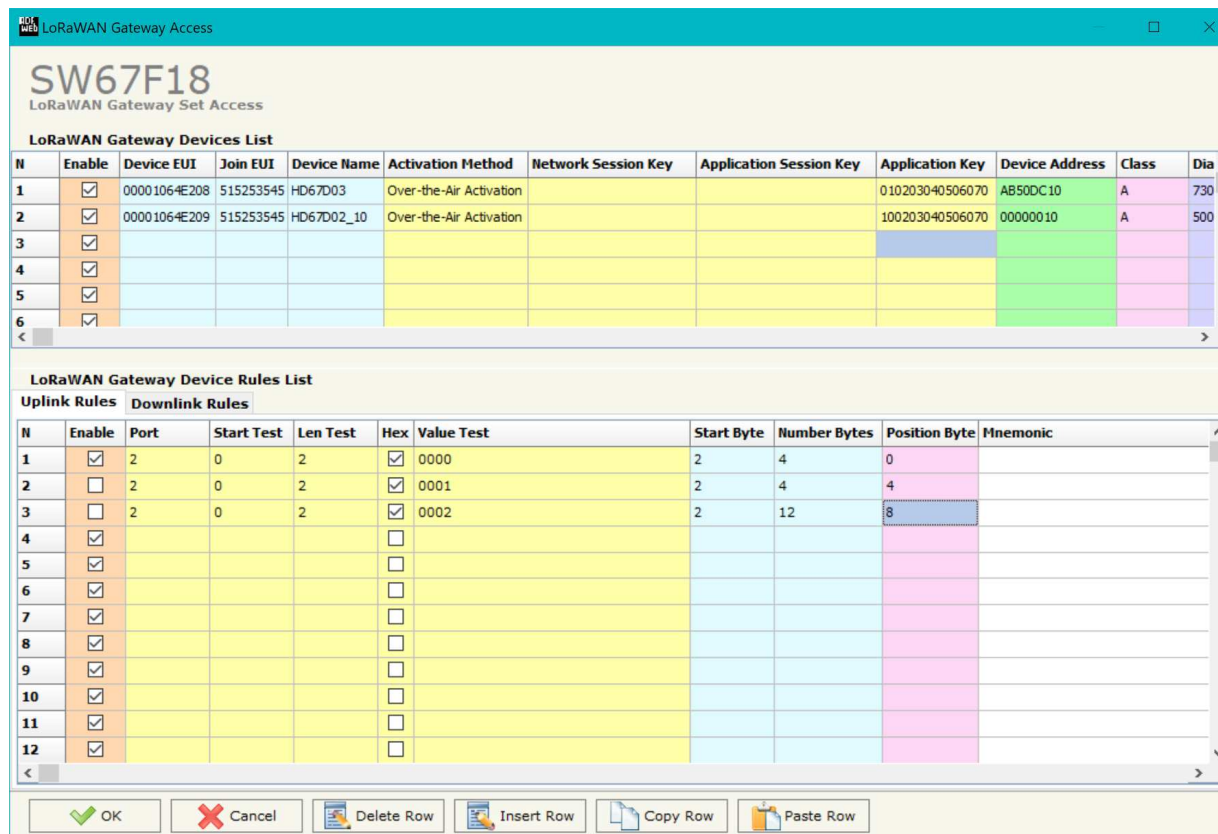 ADF
WEB LoRaWAN Gateway Access
SW67F18
LoRaWAN Gateway Set Access
LoRaWAN Gateway Devices List
N Enable Device EUI Join EUI Device Name Activation Method Network Session Key Application Session Key Application Key Device Address Class Dia
1 00001064E208 515253545 HD67D03 Over-the-Air Activation 010203040506070 AB50DC10 A 730
2 00001064E209 515253545 HD67D02_10 Over-the-Air Activation 100203040506070 00000010 A 500
3
4
5
6
LoRaWAN Gateway Device Rules List
Uplink Rules Downlink Rules
N Enable Port Start Test Len Test Hex Value Test Start Byte Number Bytes Position Byte Mnemonic
1 2 0 2 0000 2 4 0
2 2 0 2 0001 2 4 4
3 2 0 2 0002 2 12 8
4
5
6
7
8
9
10
11
12
OK Cancel Delete Row Insert Row Copy Row Paste Row